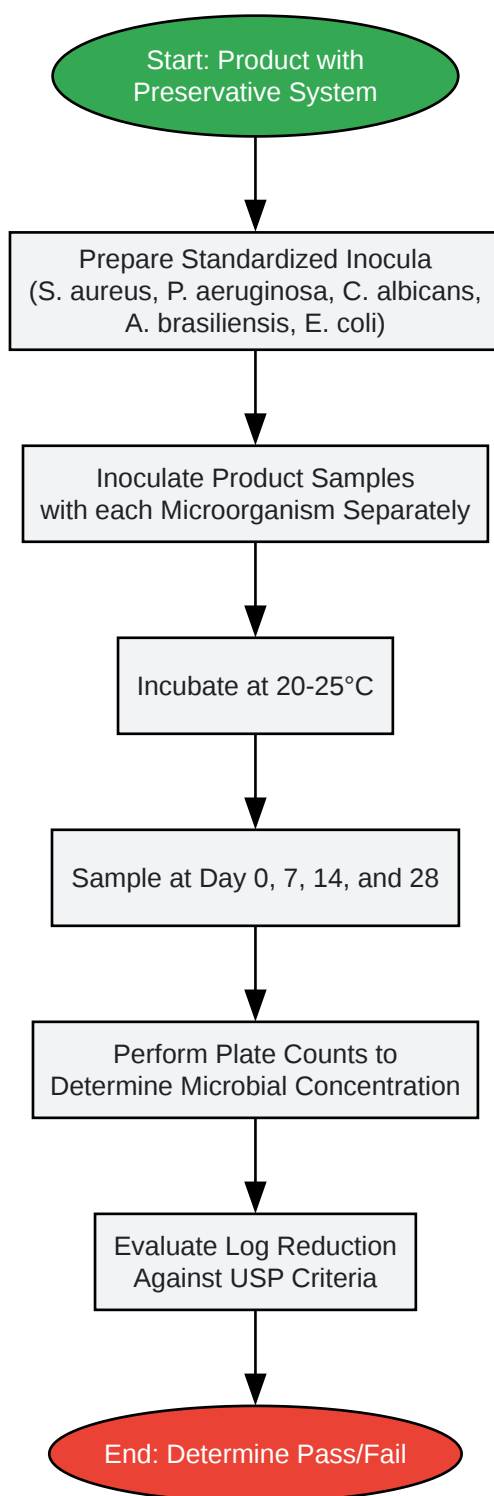 Start: Product with
Preservative System
Prepare Standardized Inocula
(S. aureus, P. aeruginosa, C. albicans,
A. brasiliensis, E. coli)
Inoculate Product Samples
with each Microorganism Separately
Incubate at 20-25°C
Sample at Day 0, 7, 14, and 28
Perform Plate Counts to
Determine Microbial Concentration
Evaluate Log Reduction
Against USP Criteria
End: Determine Pass/Fail